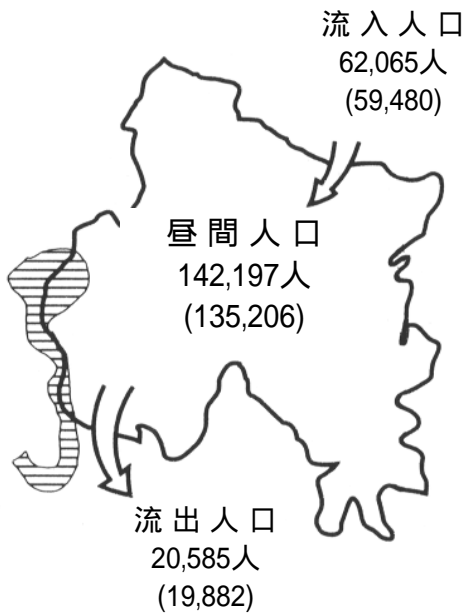 流入人口
62,065人
(59,480)
昼間人口
142,197人
(135,206)
流出人口
20,585人
(19,882)